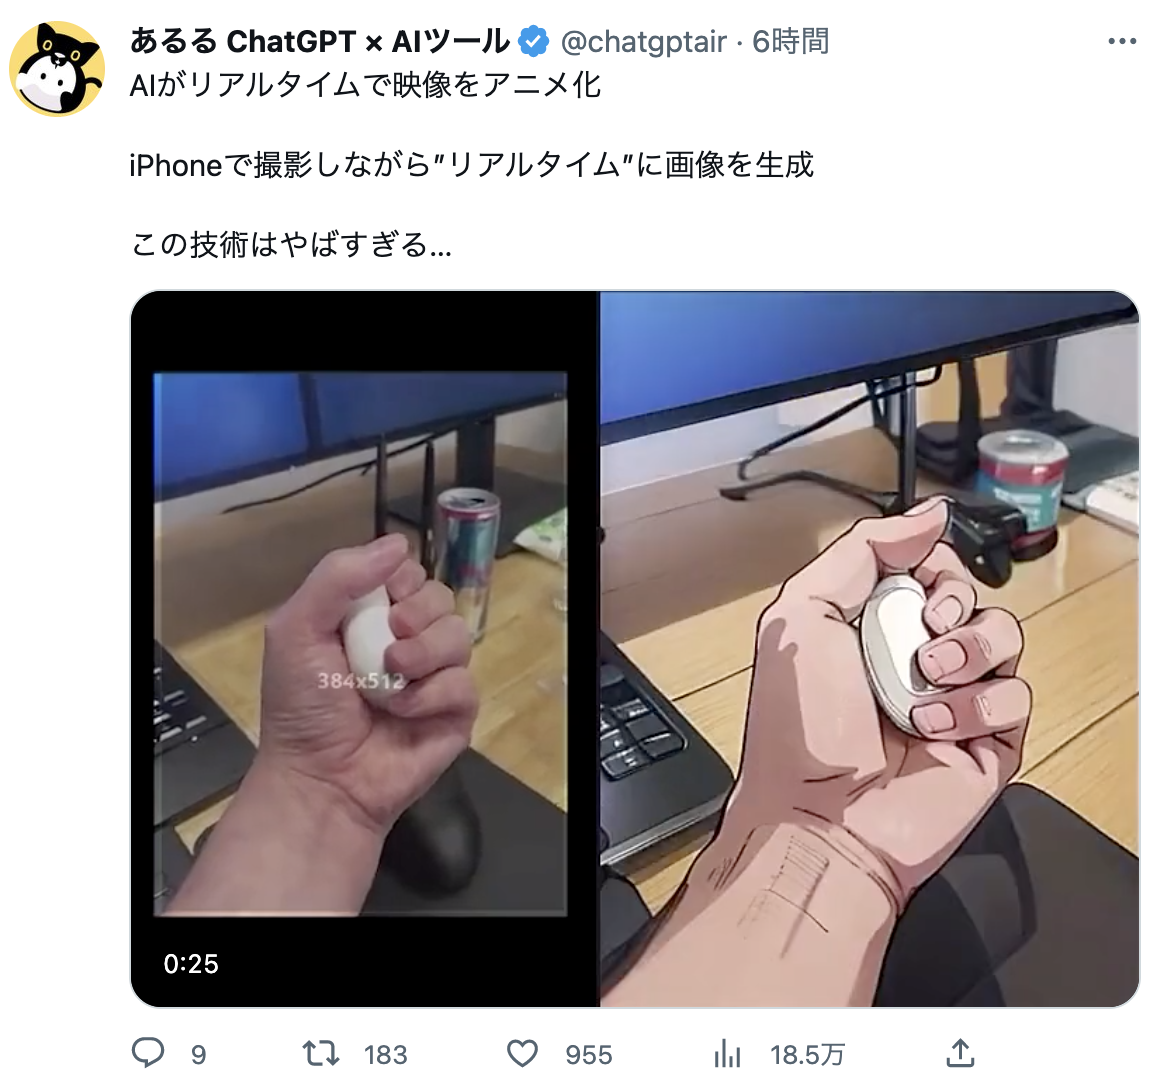 あるる ChatGPT × AIツール @chatgptair · 6時間
AIがリアルタイムで映像をアニメ化
iPhoneで撮影しながら”リアルタイム”に画像を生成
この技術はやばすぎる...
384x512
0:25
9 183 955 18.5万